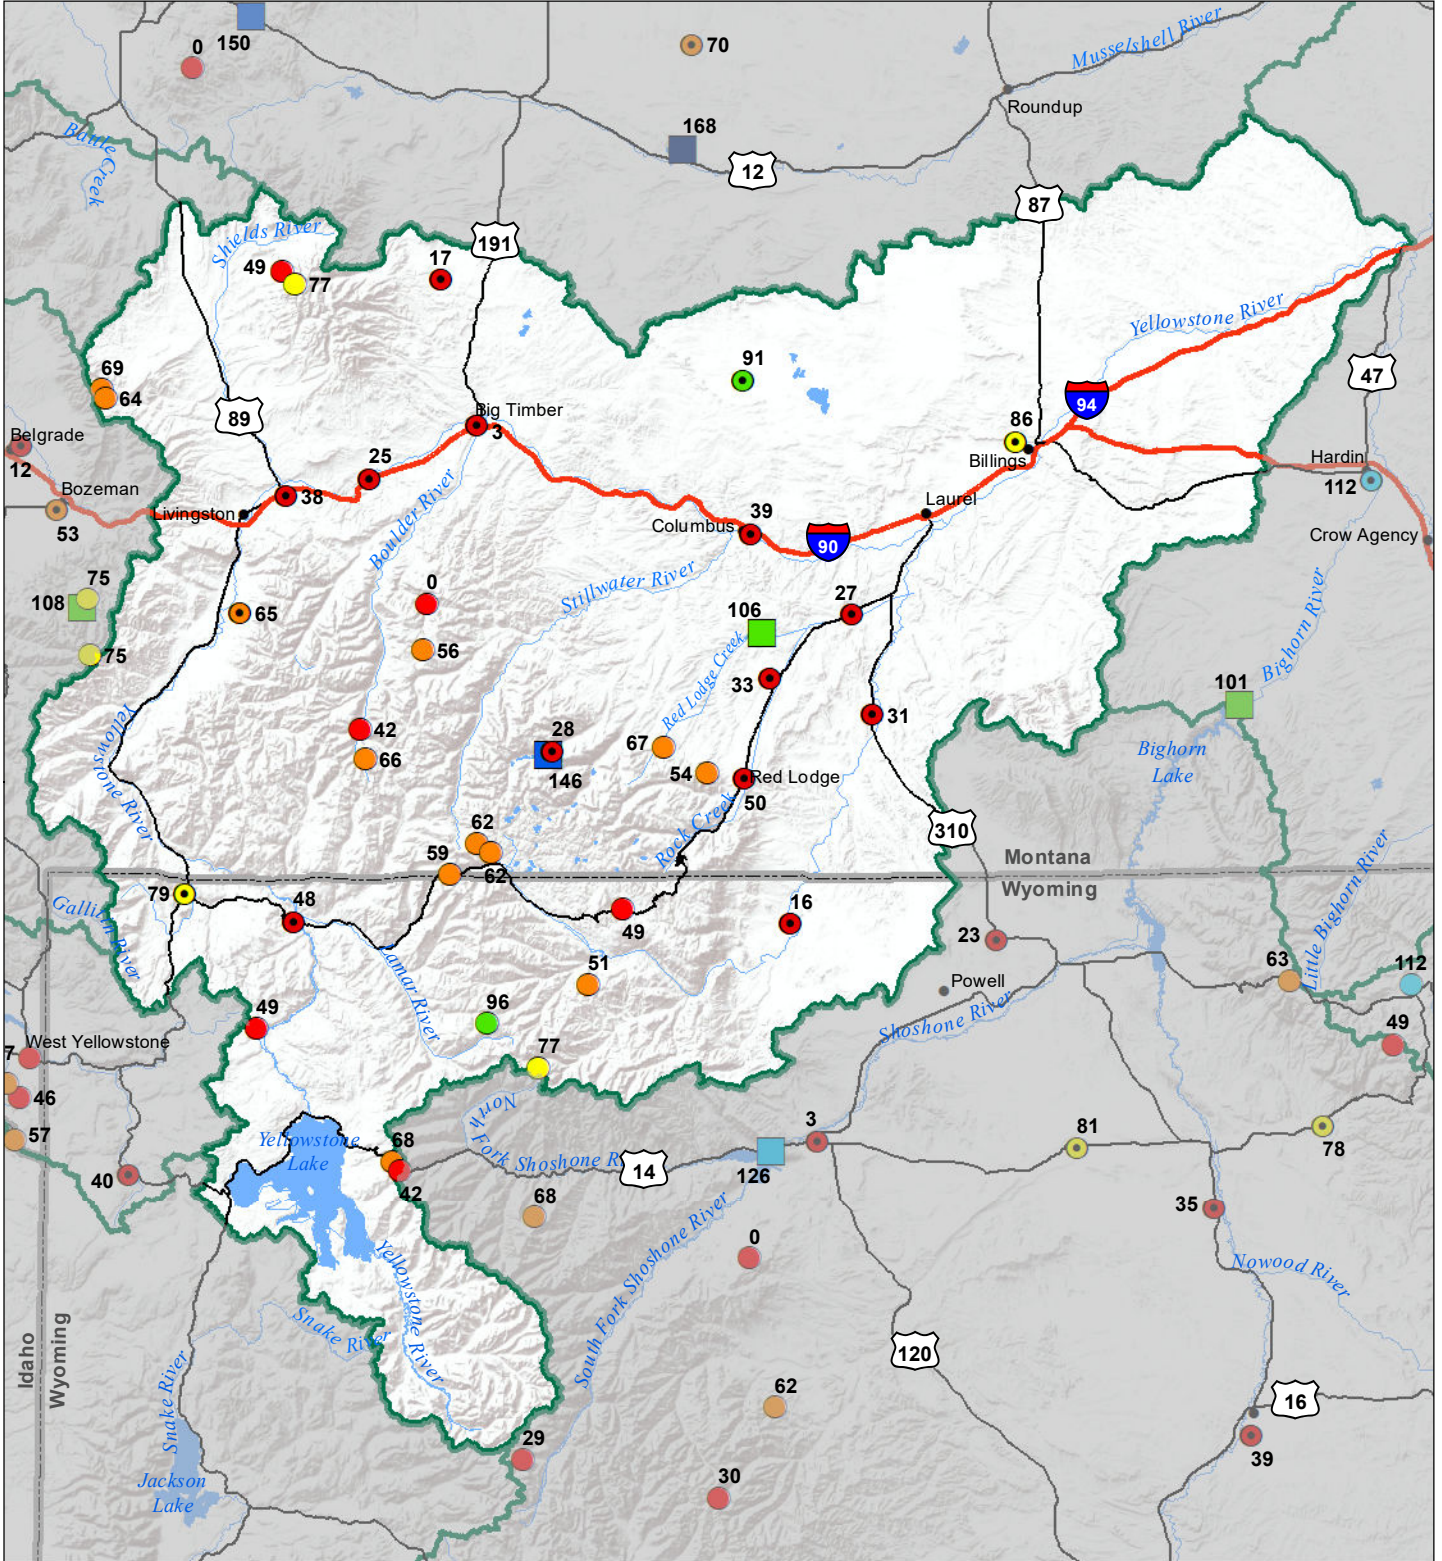 150
0
70
Musselshell River
Roundup
Battle
Creek
168
12
87
191
Shields River
49
77
17
Yellowstone River
91
47
69
64
89
Big Timber
3
94
86
Billings
Belgrade
12
Bozeman
53
25
38
Livingston
Boulder River
39
Columbus
90
Laurel
Hardin
112
Crow Agency
75
108
75
65
0
56
Stillwater River
106
27
Red Lodge Creek
33
31
Bighorn River
101
Bighorn
Lake
Yellowstone River
42
66
28
146
67
54
Red Lodge
50
Rock Creek
310
Montana
Wyoming
62
59
62
79
48
Gallitin River
49
16
23
Little Bighorn River
63
112
49
51
Lamar River
96
77
49
Powell
Shoshone River
West Yellowstone
7
46
57
40
Yellowstone
Lake
68
42
North
Fork Shoshone R
14
126
3
81
78
68
0
35
South Fork Shoshone River
Nowood River
Yellowstone River
Snake River
Snake River
Idaho
Wyoming
120
62
16
39
29
30
Jackson
Lake